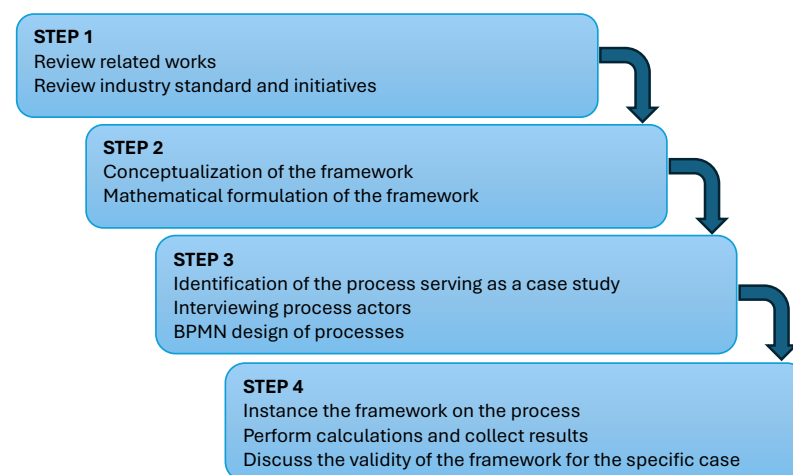 STEP 1
Review related works
Review industry standard and initiatives
STEP 2
Conceptualization of the framework
Mathematical formulation of the framework
STEP 3
Identification of the process serving as a case study
Interviewing process actors
BPMN design of processes
STEP 4
Instance the framework on the process
Perform calculations and collect results
Discuss the validity of the framework for the specific case